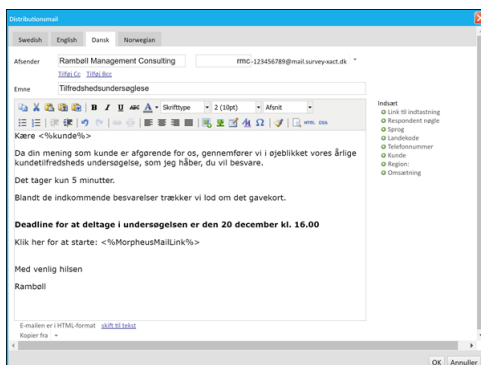 Distributionsmail
Swedish English Dansk Norwegian
Afsender Rambøll Management Consulting rmc-123456789@mail.survey-xact.dk
Tilføj Cc Tilføj Bcc
Emne Tilfredshedsundersøglese
B I U ABC A Skrifttype 2 (10pt) Afsnit
Ω HTML CSS
Kære <%kunde%>
Da din mening som kunde er afgørende for os, gennemfører vi i øjeblikket vores årlige
kundetilfredsheds undersøgelse, som jeg håber, du vil besvare.
Det tager kun 5 minutter.
Blandt de indkommende besvarelser trækker vi lod om det gavekort.
Deadline for at deltage i undersøgelsen er den 20 december kl. 16.00
Klik her for at starte: <%MorpheusMailLink%>
Med venlig hilsen
Rambøll
Indsæt
Link til indtastning
Respondent nøgle
Sprog
Landekode
Telefonnummer
Kunde
Region:
Omsætning
E-mailen er i HTML-format skift til tekst
Kopier fra
OK Annuller